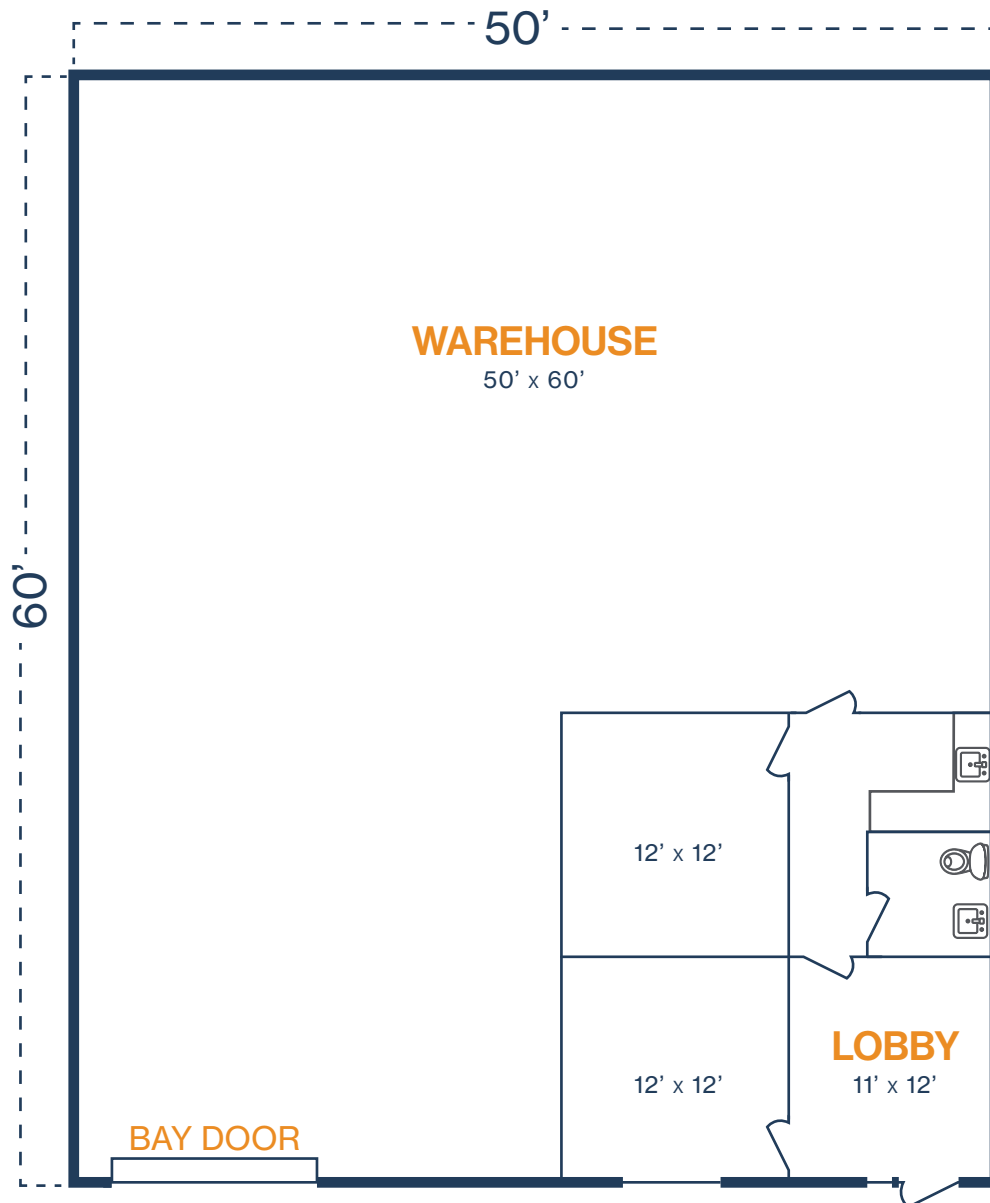 50’
60’
WAREHOUSE
50’ x 60’
12’ x 12’
12’ x 12’
LOBBY
11’ x 12’
BAY DOOR